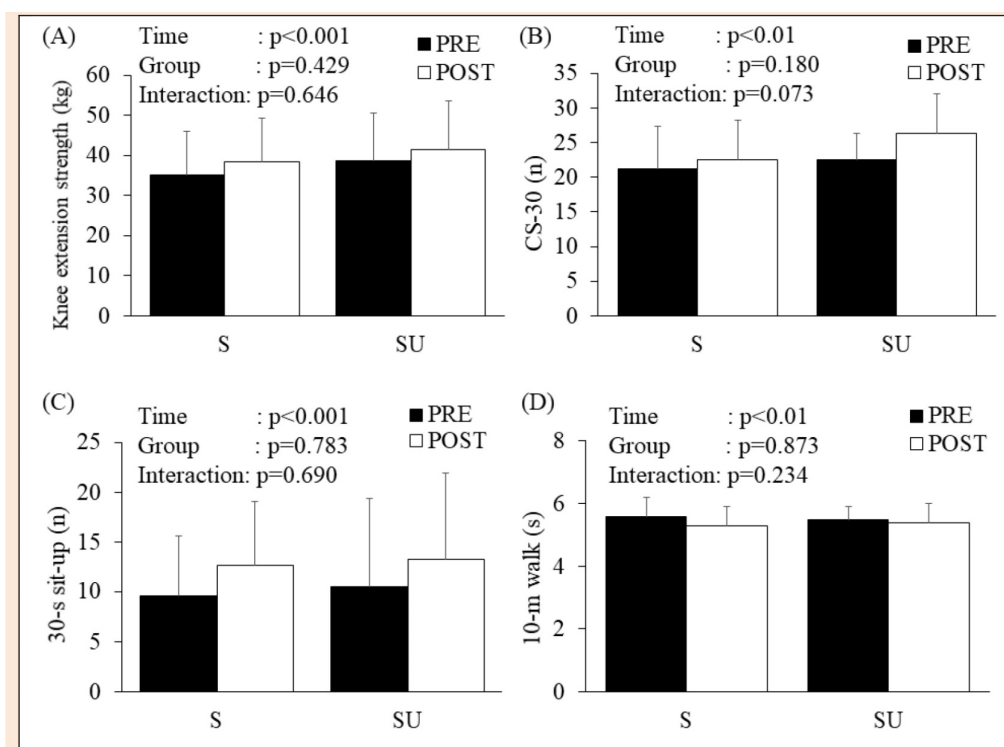 (A)
Time : p<0.001
Group : p=0.429
Interaction: p=0.646
PRE
POST
Knee extension strength (kg)
60
50
40
30
20
10
0
S SU
(B)
Time : p<0.01
Group : p=0.180
Interaction: p=0.073
PRE
POST
CS-30 (n)
35
30
25
20
15
10
5
0
S SU
(C)
Time : p<0.001
Group : p=0.783
Interaction: p=0.690
PRE
POST
30-s sit-up (n)
25
20
15
10
5
0
S SU
(D)
Time : p<0.01
Group : p=0.873
Interaction: p=0.234
PRE
POST
10-m walk (s)
8
6
4
2
0
S SU